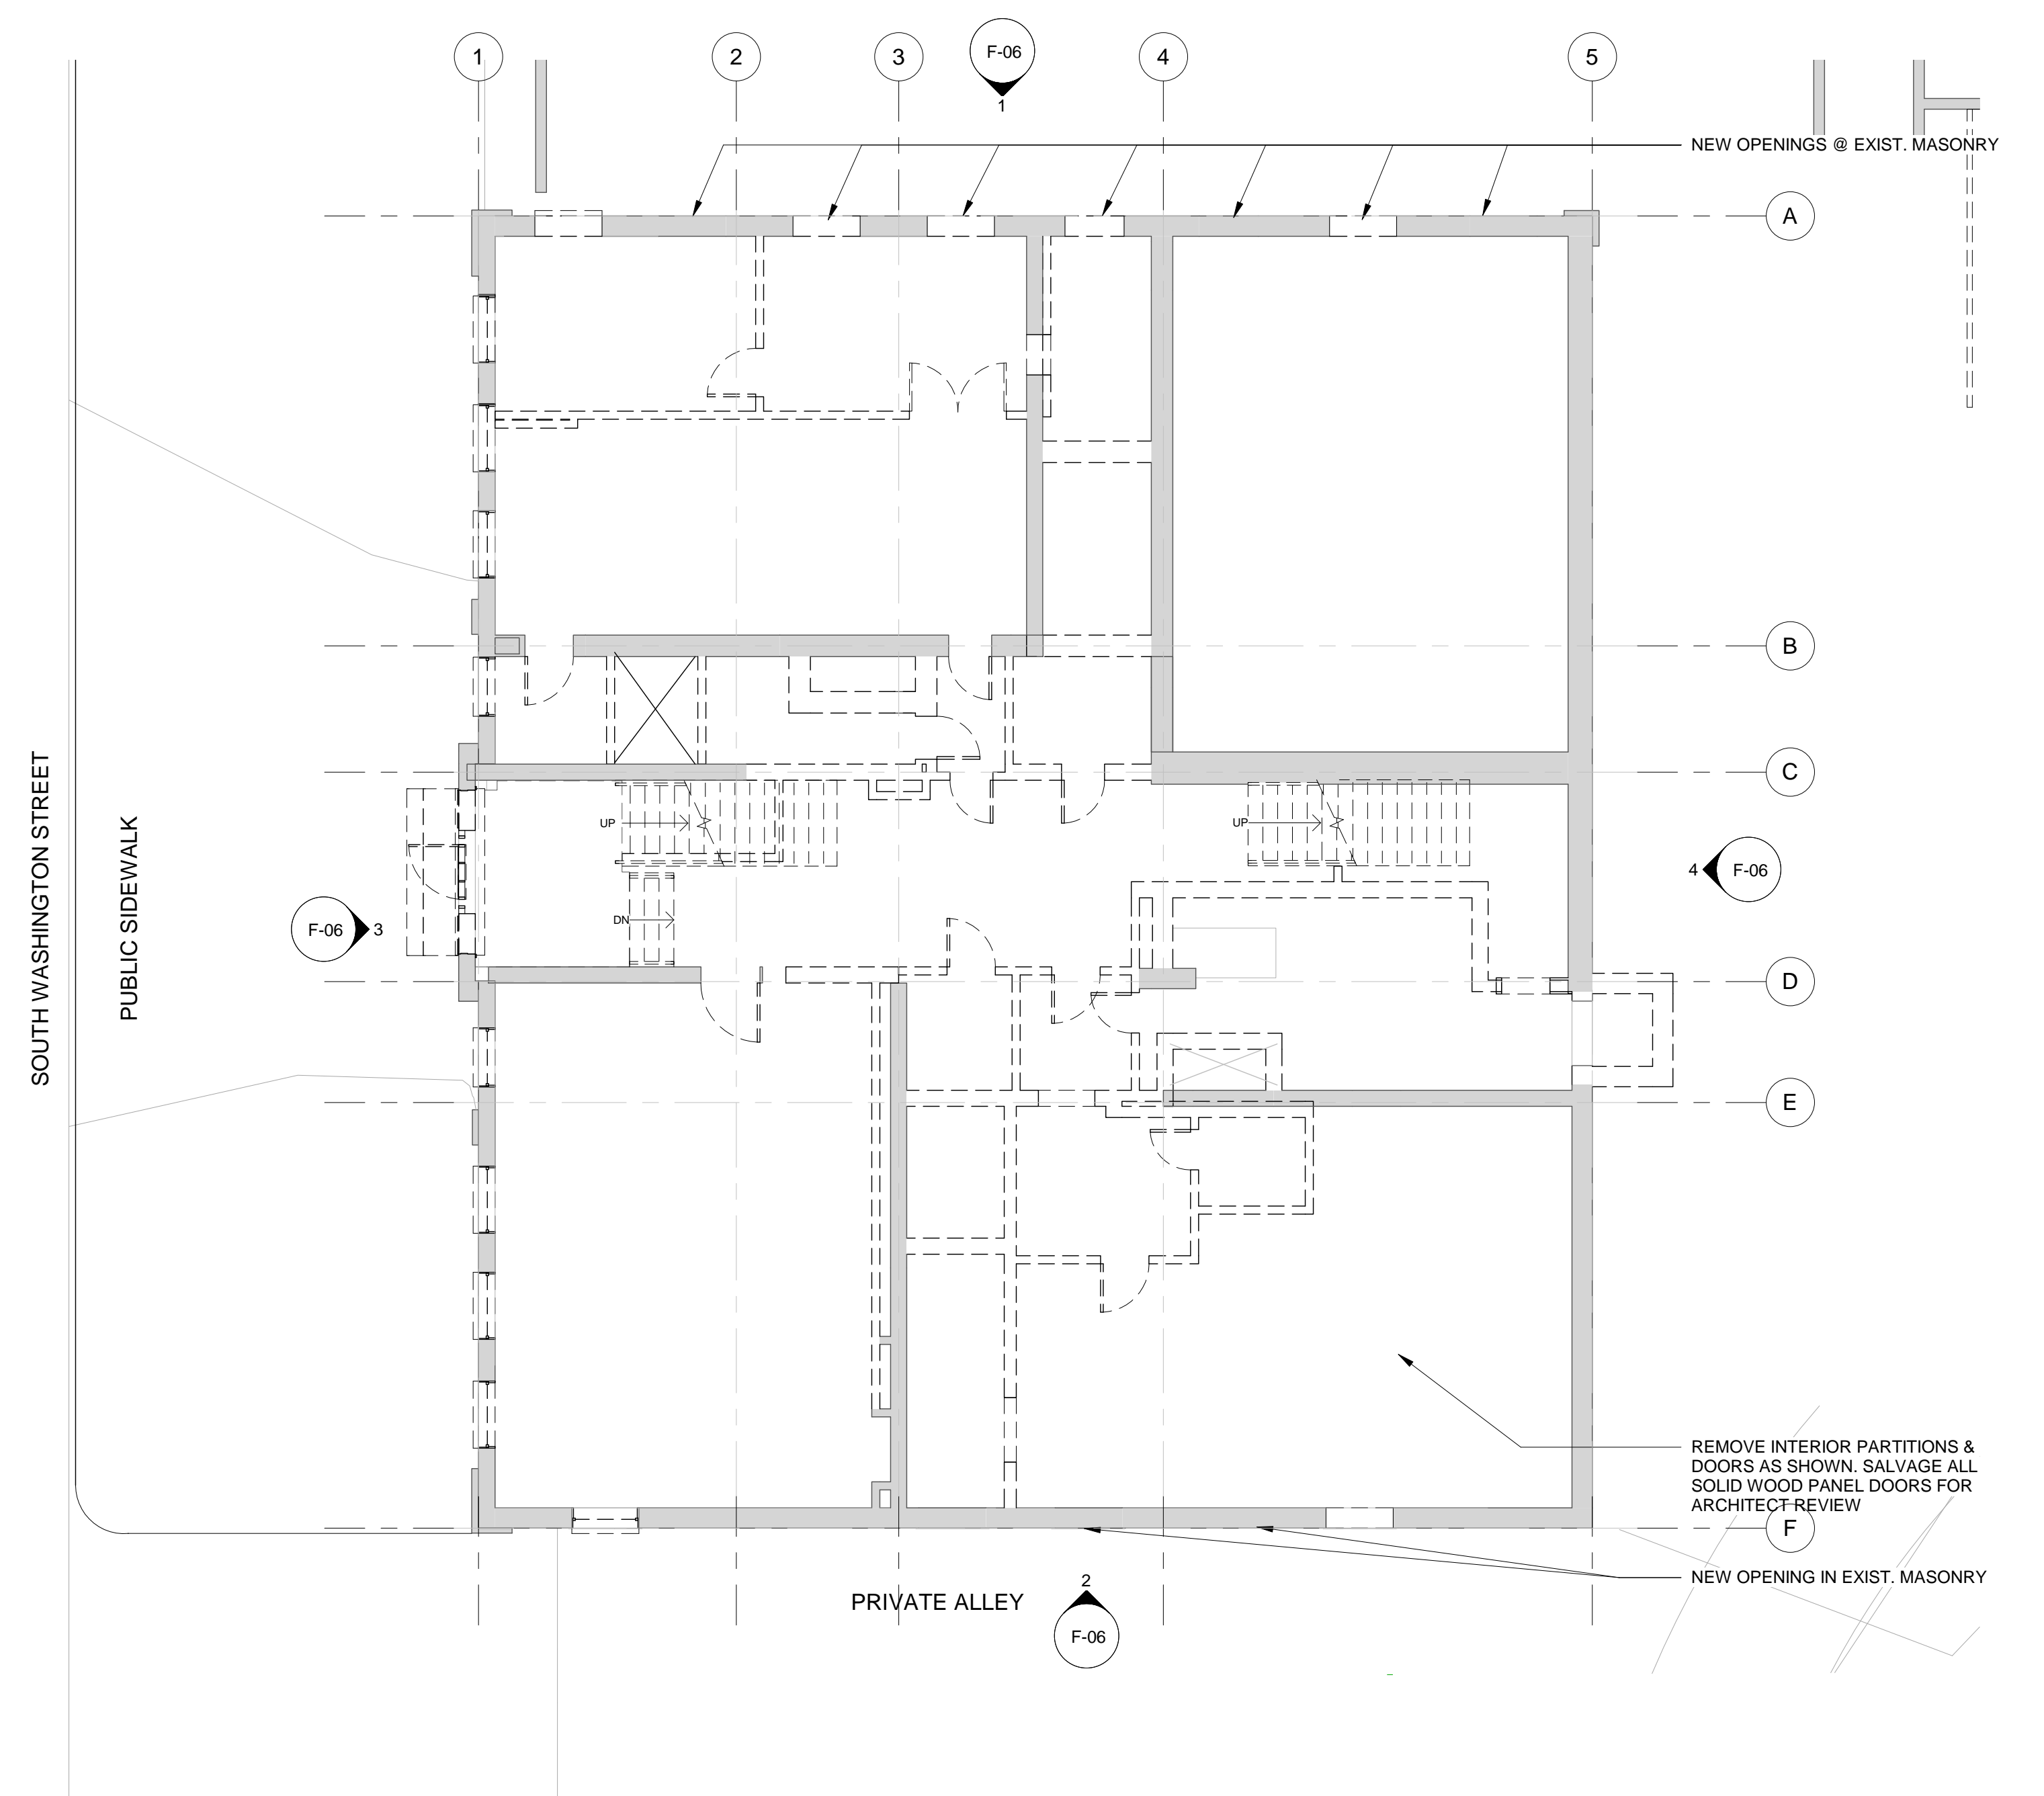 1
2
3
F-06
1
4
5
NEW OPENINGS @ EXIST. MASONRY
A
B
C
D
E
F
SOUTH WASHINGTON STREET
PUBLIC SIDEWALK
UP
UP
DN
F-06
3
4
F-06
REMOVE INTERIOR PARTITIONS &
DOORS AS SHOWN. SALVAGE ALL
SOLID WOOD PANEL DOORS FOR
ARCHITECT REVIEW
NEW OPENING IN EXIST. MASONRY
PRIVATE ALLEY
2
F-06